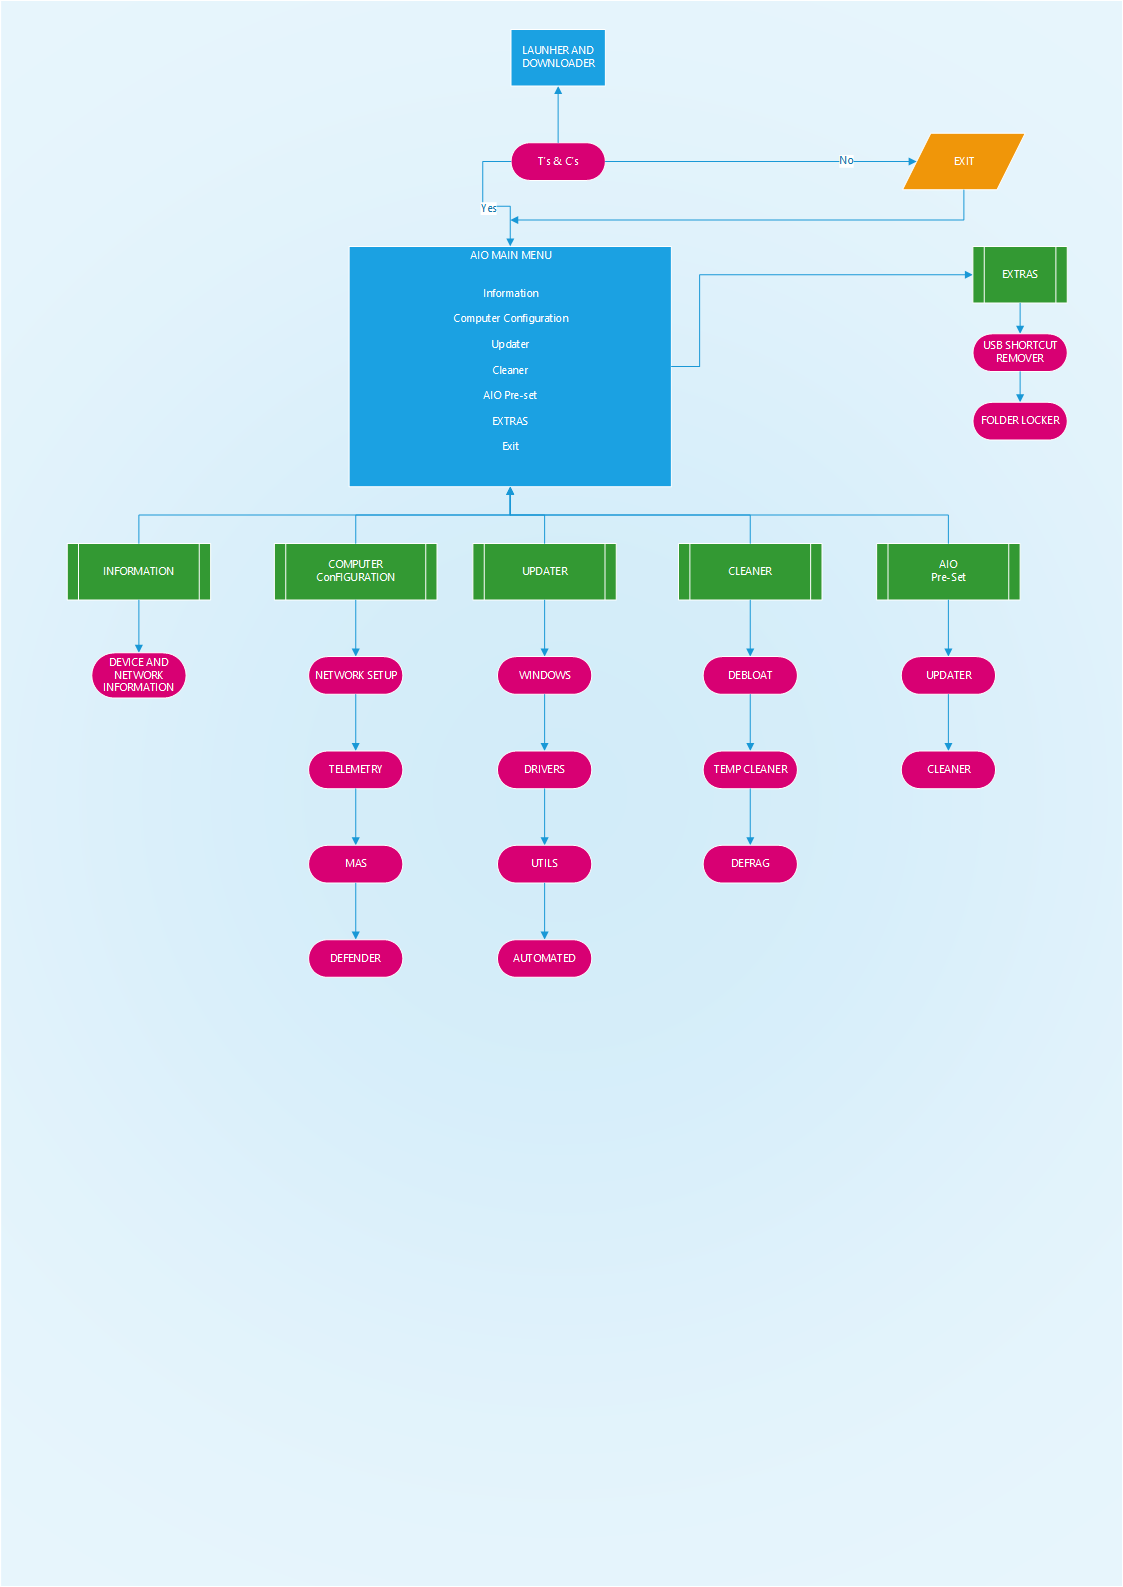 LAUNHER AND
DOWNLOADER
T's & C's
No
EXIT
Yes
AIO MAIN MENU
Information
Computer Configuration
Updater
Cleaner
AIO Pre-set
EXTRAS
Exit
EXTRAS
USB SHORTCUT
REMOVER
FOLDER LOCKER
INFORMATION
COMPUTER
ConFIGURATION
UPDATER
CLEANER
AIO
Pre-Set
DEVICE AND
NETWORK
INFORMATION
NETWORK SETUP
WINDOWS
DEBLOAT
UPDATER
TELEMETRY
DRIVERS
TEMP CLEANER
CLEANER
MAS
UTILS
DEFRAG
DEFENDER
AUTOMATED